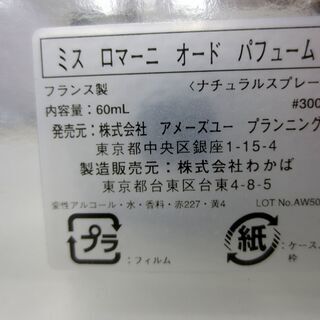 ミス ロマーニ オード パフューム
フランス製 〈ナチュラルスプレー
内容量：60mL #300
発売元：株式会社 アメーズユー プランニング
東京都中央区銀座1-15-4
製造販売元：株式会社わかば
東京都台東区台東4-8-5
変性アルコール・水・香料・赤227・黄4
LOT No.AW50
プラ ：フィルム
紙 ：ケース、
枠